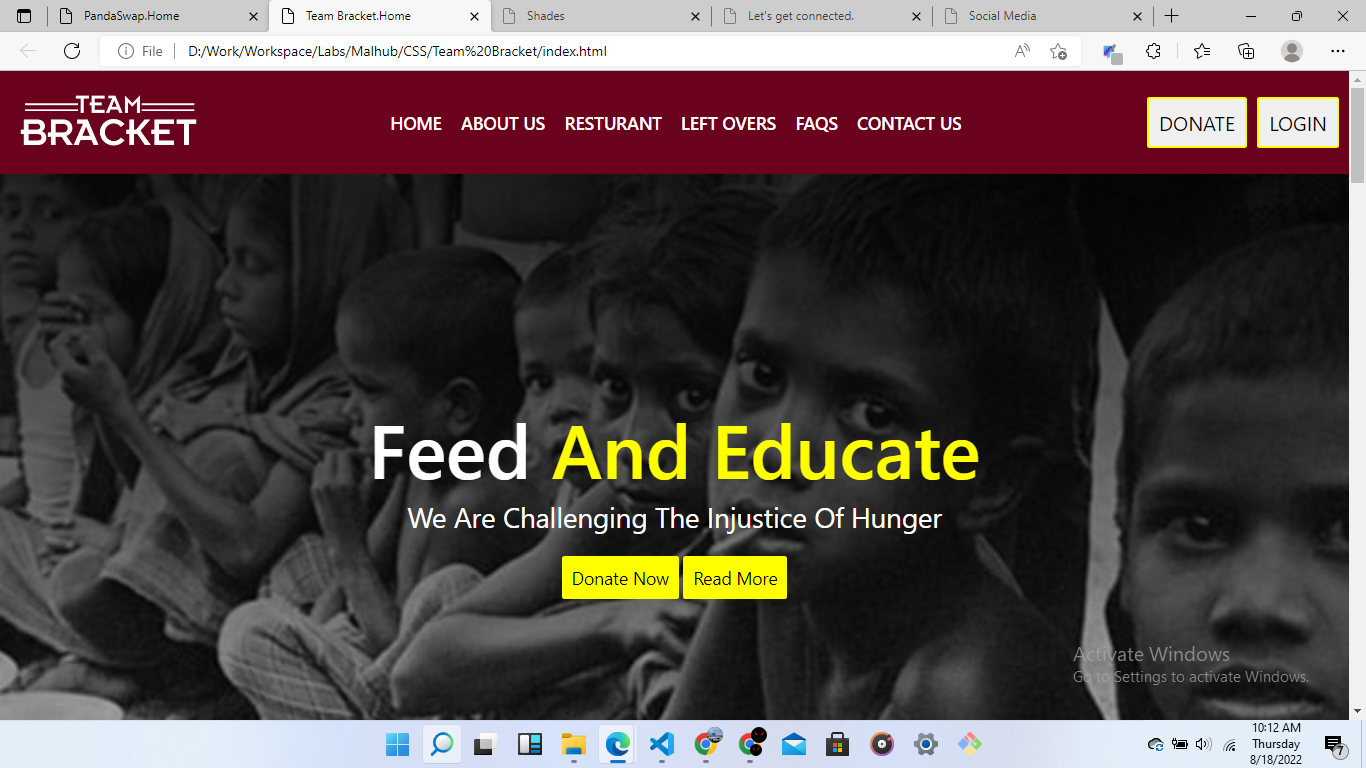 PandaSwap.Home
Team Bracket.Home
Shades
Let's get connected.
Social Media
File
D:/Work/Workspace/Labs/Malhub/CSS/Team%20Bracket/index.html
TEAM
BRACKET
HOME ABOUT US RESTURANT LEFT OVERS FAQS CONTACT US
DONATE LOGIN
Feed And Educate
We Are Challenging The Injustice Of Hunger
Donate Now Read More
Activate Windows
Go to Settings to activate Windows.
10:12 AM
Thursday
8/18/2022
7